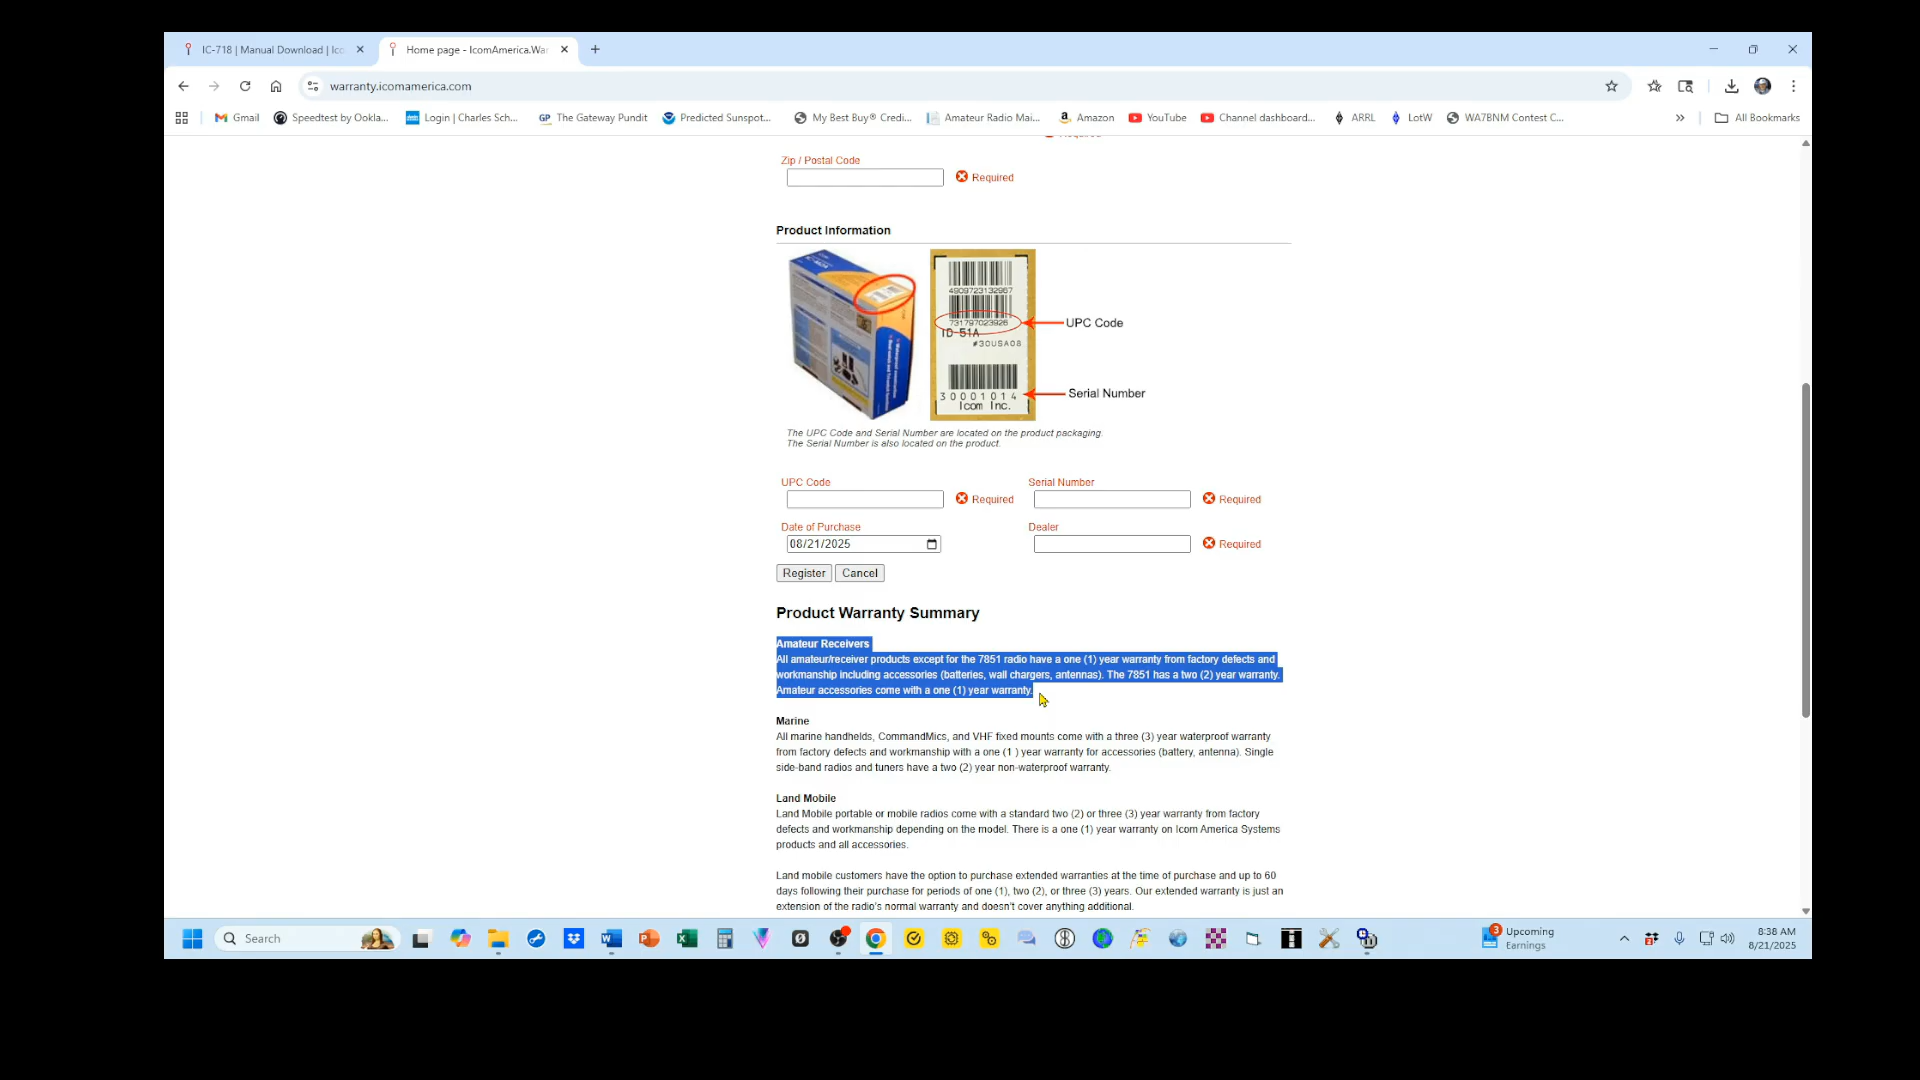 IC-718 | Manual Download | Ico
Home page - IcomAmerica.War
warranty.icomamerica.com
Gmail
Speedtest by Ookla...
Login | Charles Sch...
GP The Gateway Pundit
Predicted Sunspot...
My Best Buy® Credi...
Amateur Radio Mai...
Amazon
YouTube
Channel dashboard...
ARRL
LotW
WA7BNM Contest C...
All Bookmarks
Zip / Postal Code
Required
Product Information
4909723132967
731797023926
UPC Code
ID-51A
#30USA08
30001014
Serial Number
Icom Inc.
The UPC Code and Serial Number are located on the product packaging.
The Serial Number is also located on the product.
UPC Code
Required
Serial Number
Required
Date of Purchase
08/21/2025
Dealer
Required
Register
Cancel
Product Warranty Summary
Amateur Receivers
All amateur/receiver products except for the 7851 radio have a one (1) year warranty from factory defects and
workmanship including accessories (batteries, wall chargers, antennas). The 7851 has a two (2) year warranty.
Amateur accessories come with a one (1) year warranty.
Marine
All marine handhelds, CommandMics, and VHF fixed mounts come with a three (3) year waterproof warranty
from factory defects and workmanship with a one (1 ) year warranty for accessories (battery, antenna). Single
side-band radios and tuners have a two (2) year non-waterproof warranty.
Land Mobile
Land Mobile portable or mobile radios come with a standard two (2) or three (3) year warranty from factory
defects and workmanship depending on the model. There is a one (1) year warranty on Icom America Systems
products and all accessories.
Land mobile customers have the option to purchase extended warranties at the time of purchase and up to 60
days following their purchase for periods of one (1), two (2), or three (3) years. Our extended warranty is just an
extension of the radio's normal warranty and doesn't cover anything additional.
Search
3
Upcoming
Earnings
8:38 AM
8/21/2025